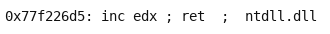 0x77f226d5: inc edx ; ret  ;  ntdll.dll